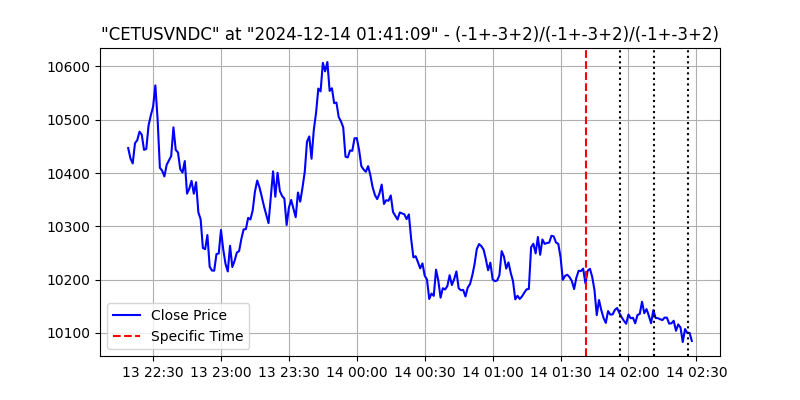 "CETUSVNDC" at "2024-12-14 01:41:09" - (-1+-3+2)/(-1+-3+2)/(-1+-3+2)
10600
10500
10400
10300
10200
10100
Close Price
Specific Time
13 22:30 13 23:00 13 23:30 14 00:00 14 00:30 14 01:00 14 01:30 14 02:00 14 02:30